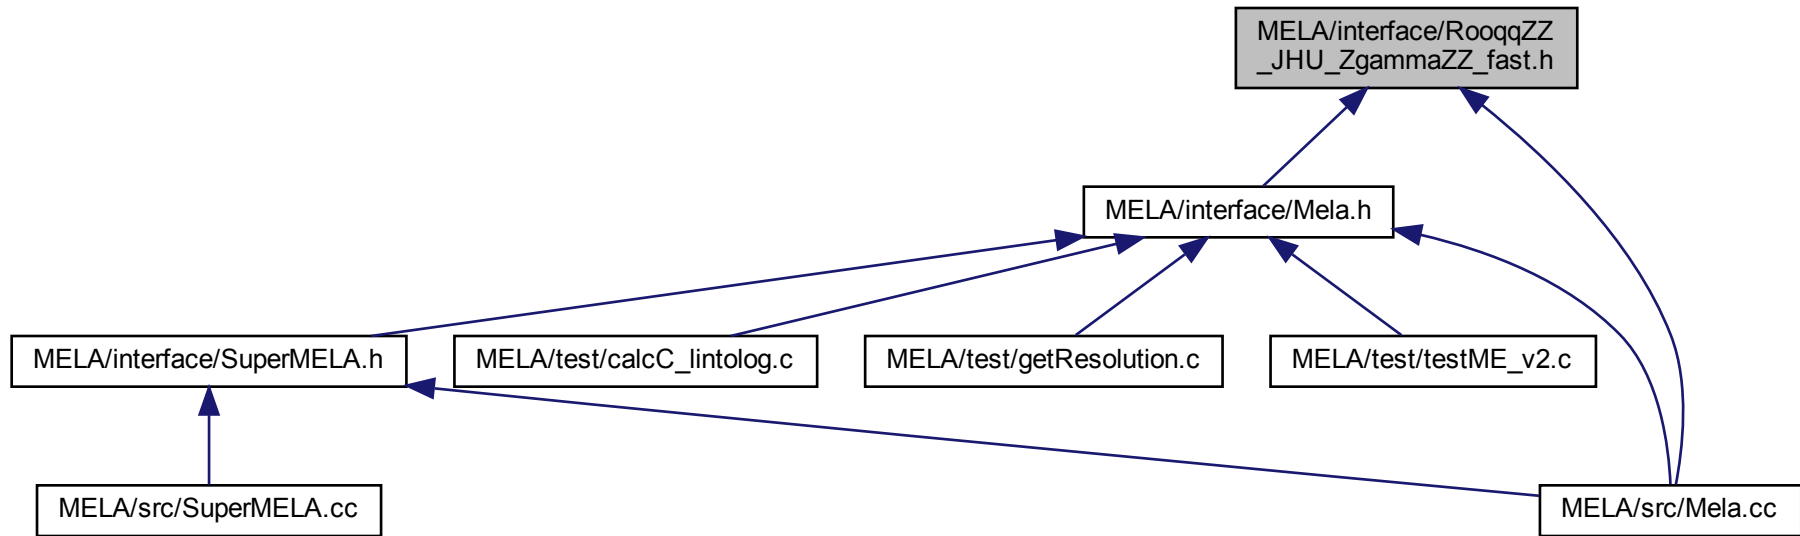 MELA/interface/RooqqZZ
_JHU_ZgammaZZ_fast.h
MELA/interface/Mela.h
MELA/interface/SuperMELA.h
MELA/test/calcC_lintolog.c
MELA/test/getResolution.c
MELA/test/testME_v2.c
MELA/src/SuperMELA.cc
MELA/src/Mela.cc